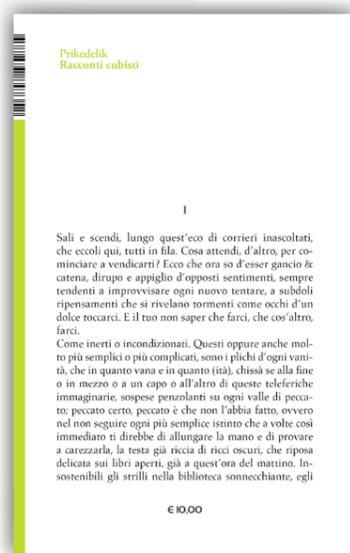 Prikedelik
Racconti cubisti
I
Sali e scendi, lungo quest'eco di corrieri inascoltati,
che eccoli qui, tutti in fila. Cosa attendi, d'altro, per co-
minciare a vendicarti? Ecco che ora so d'esser gancio &
catena, dirupo e appiglio d'opposti sentimenti, sempre
tendenti a improvvisare ogni nuovo tentare, a subdoli
ripensamenti che si rivelano tormenti come occhi d'un
dolce toccarci. E il tuo non saper che farci, che cos'altro,
farci.
Come inerti o incondizionati. Questi oppure anche mol-
to più semplici o più complicati, sono i plichi d'ogni vani-
tà, che in quanto vana e in quanto (ità), chissà se alla fine
o in mezzo o a un capo o all'altro di queste teleferiche
immaginarie, sospese penzolanti su ogni valle di pecca-
to; peccato certo, peccato è che non l'abbia fatto, ovvero
nel non seguire ogni più semplice istinto che a volte così
immediato ti direbbe di allungare la mano e di provare
a carezzarla, la testa già riccia di ricci oscuri, che riposa
delicata sui libri aperti, già a quest'ora del mattino. In-
sostenibili gli strilli nella biblioteca sonnecchiante, egli
€ 10,00